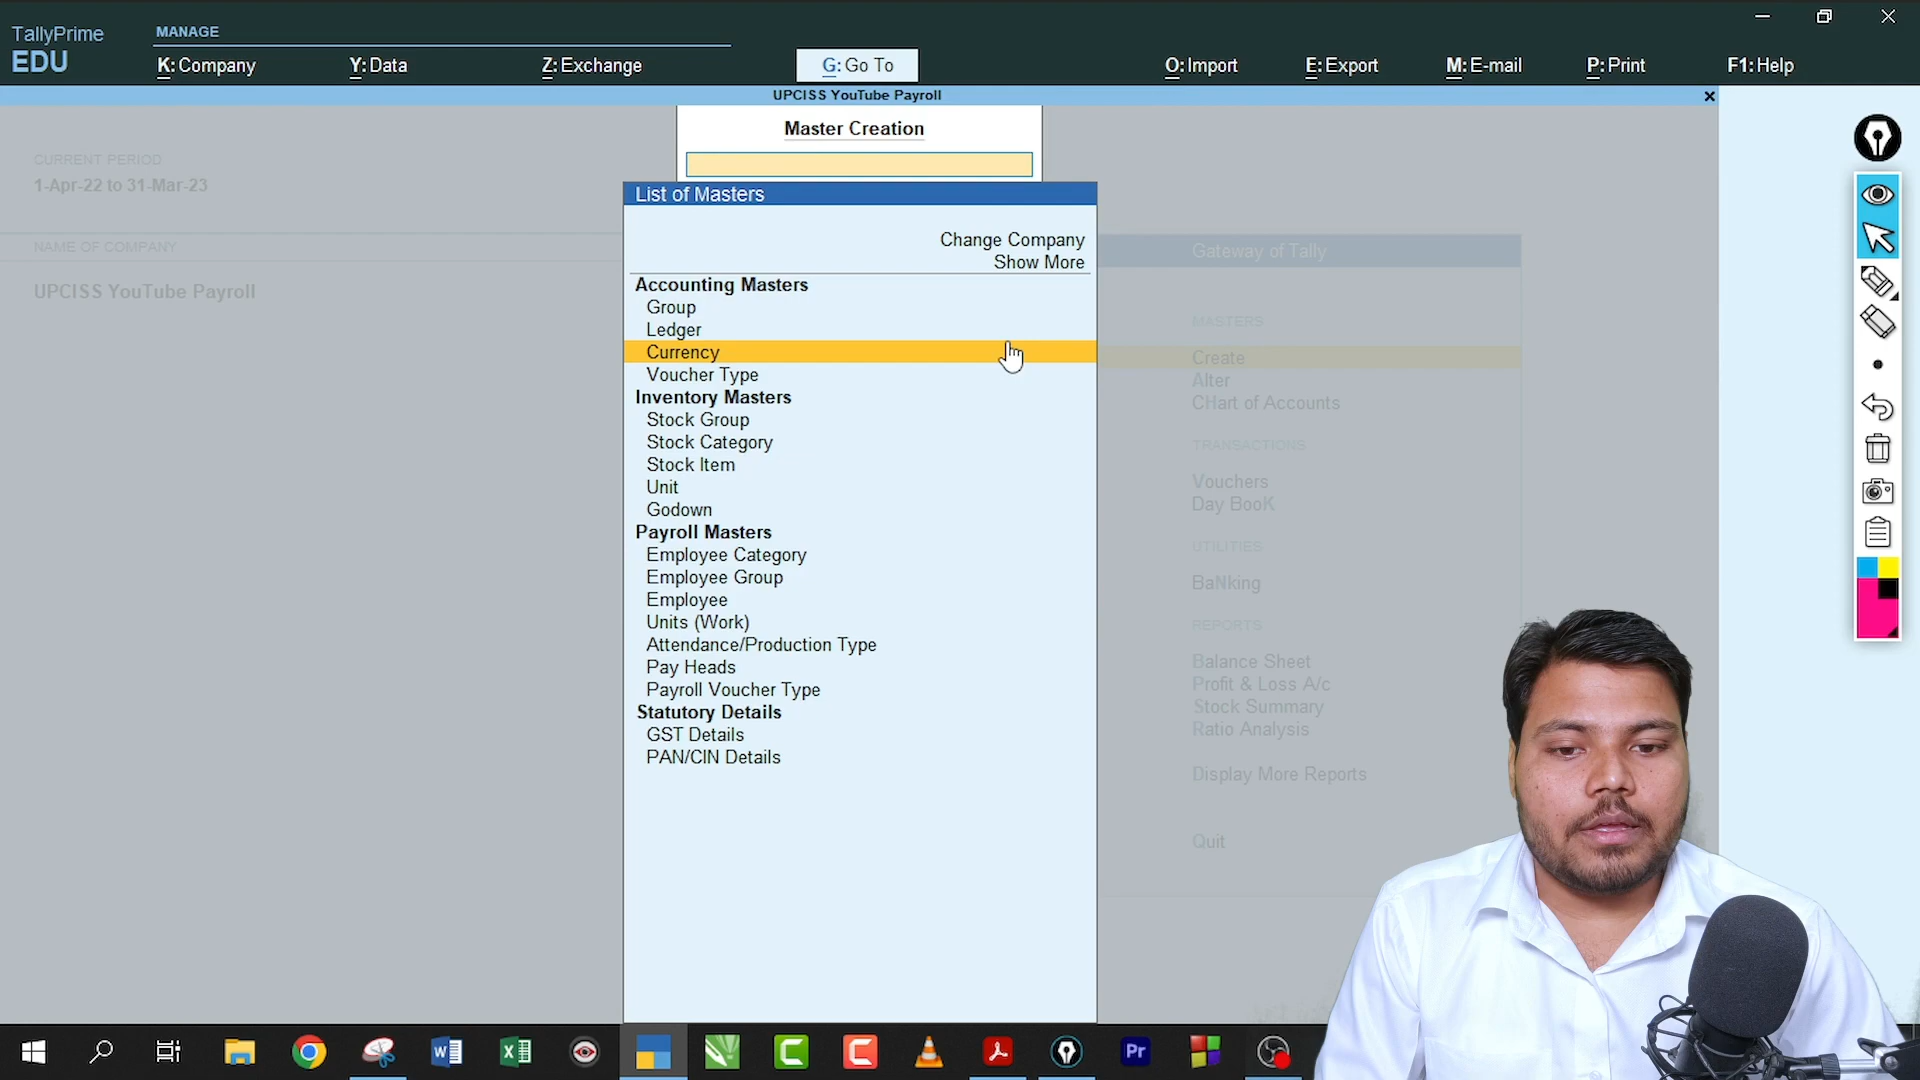 TallyPrime
EDU
MANAGE
K: Company
Y: Data
Z: Exchange
G: Go To
O: Import
E: Export
M: E-mail
P: Print
F1: Help
UPCISS YouTube Payroll
CURRENT PERIOD
1-Apr-22 to 31-Mar-23
NAME OF COMPANY
UPCISS YouTube Payroll
Master Creation
List of Masters
Change Company
Show More
Accounting Masters
Group
Ledger
Currency
Voucher Type
Inventory Masters
Stock Group
Stock Category
Stock Item
Unit
Godown
Payroll Masters
Employee Category
Employee Group
Employee
Units (Work)
Attendance/Production Type
Pay Heads
Payroll Voucher Type
Statutory Details
GST Details
PAN/CIN Details
Gateway of Tally
MASTERS
Create
Alter
CHart of Accounts
TRANSACTIONS
Vouchers
Day BooK
UTILITIES
BaNking
REPORTS
Balance Sheet
Profit & Loss A/c
Stock Summary
Ratio Analysis
Display More Reports
Quit
Pr